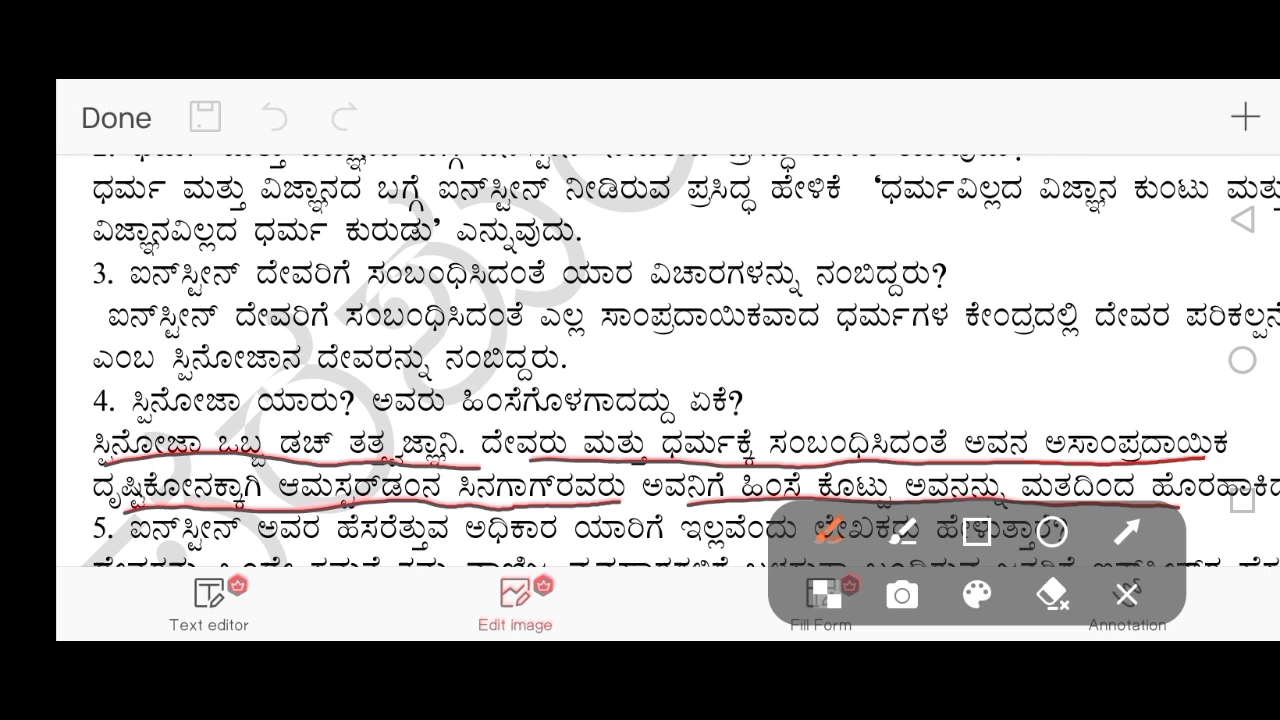 Done
ಧರ್ಮ ಮತ್ತು ವಿಜ್ಞಾನದ ಬಗ್ಗೆ ಐನ್‌ಸ್ಟೀನ್ ನೀಡಿರುವ ಪ್ರಸಿದ್ಧ ಹೇಳಿಕೆ ‘ಧರ್ಮವಿಲ್ಲದ ವಿಜ್ಞಾನ ಕುಂಟು ಮತ್ತು
ವಿಜ್ಞಾನವಿಲ್ಲದ ಧರ್ಮ ಕುರುಡು’ ಎನ್ನುವುದು.
3. ಐನ್‌ಸ್ಟೀನ್ ದೇವರಿಗೆ ಸಂಬಂಧಿಸಿದಂತೆ ಯಾರ ವಿಚಾರಗಳನ್ನು ನಂಬಿದ್ದರು?
ಐನ್‌ಸ್ಟೀನ್ ದೇವರಿಗೆ ಸಂಬಂಧಿಸಿದಂತೆ ಎಲ್ಲ ಸಾಂಪ್ರದಾಯಿಕವಾದ ಧರ್ಮಗಳ ಕೇಂದ್ರದಲ್ಲಿ ದೇವರ ಪರಿಕಲ್ಪನೆ
ಎಂಬ ಸ್ಪಿನೋಜಾನ ದೇವರನ್ನು ನಂಬಿದ್ದರು.
4. ಸ್ಪಿನೋಜಾ ಯಾರು? ಅವರು ಹಿಂಸೆಗೊಳಗಾದದ್ದು ಏಕೆ?
ಸ್ಪಿನೋಜಾ ಒಬ್ಬ ಡಚ್ ತತ್ತ್ವಜ್ಞಾನಿ. ದೇವರು ಮತ್ತು ಧರ್ಮಕ್ಕೆ ಸಂಬಂಧಿಸಿದಂತೆ ಅವನ ಅಸಾಂಪ್ರದಾಯಿಕ
ದೃಷ್ಟಿಕೋನಕ್ಕಾಗಿ ಆಮಸ್ಟರ್‌ಡಂನ ಸಿನಗಾಗ್‌ರವರು ಅವನಿಗೆ ಹಿಂಸೆ ಕೊಟ್ಟು ಅವನನ್ನು ಮತದಿಂದ
5. ಐನ್‌ಸ್ಟೀನ್ ಅವರ ಹೆಸರೆತ್ತುವ ಅಧಿಕಾರ ಯಾರಿಗೆ ಇಲ್ಲವೆಂದು ಲೇಖಕರು ಹೇಳುತ್ತಾರೆ?
Text editor
Edit image
Fill Form
Annotation